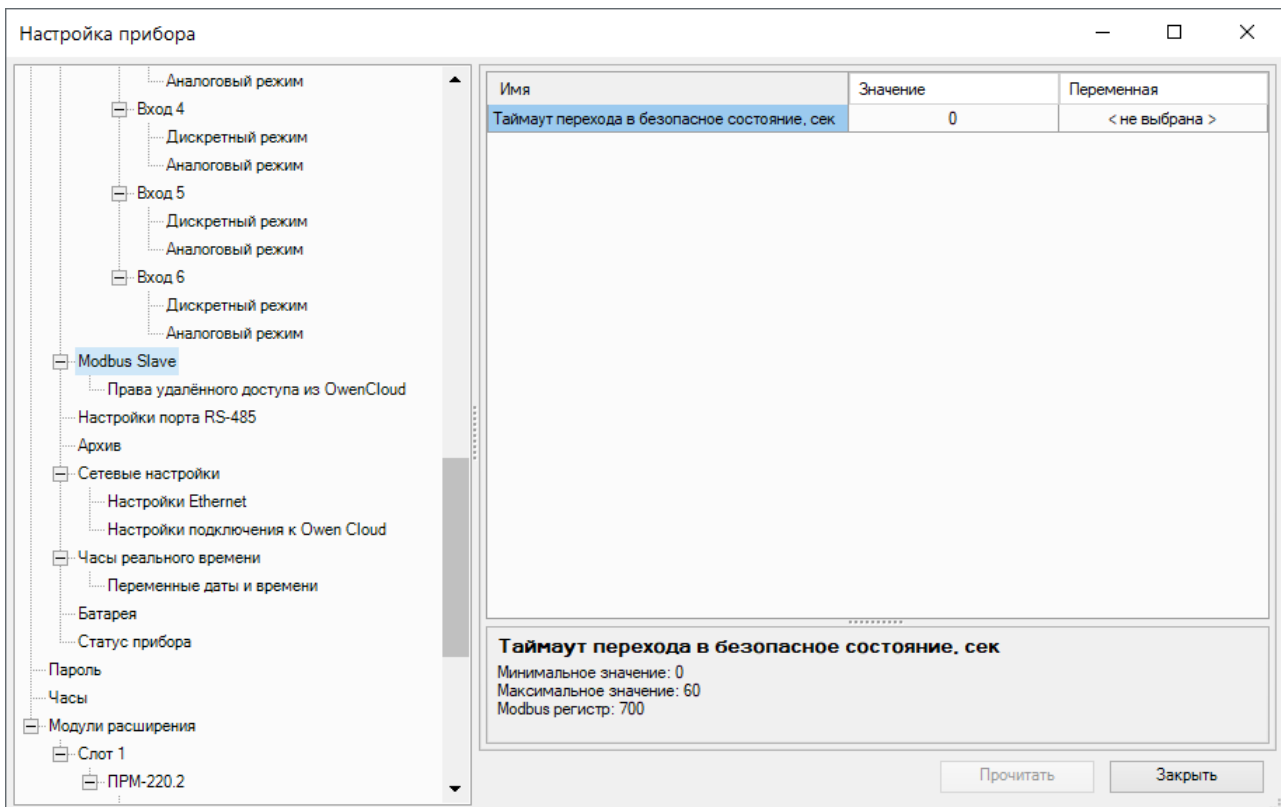 Настройка прибора
Аналоговый режим
Вход 4
Дискретный режим
Аналоговый режим
Вход 5
Дискретный режим
Аналоговый режим
Вход 6
Дискретный режим
Аналоговый режим
Modbus Slave
Права удалённого доступа из OwenCloud
Настройки порта RS-485
Архив
Сетевые настройки
Настройки Ethernet
Настройки подключения к Owen Cloud
Часы реального времени
Переменные даты и времени
Батарея
Статус прибора
Пароль
Часы
Модули расширения
Слот 1
ПРМ-220.2
Имя Значение Переменная
Таймаут перехода в безопасное состояние, сек 0 < не выбрана >
Таймаут перехода в безопасное состояние, сек
Минимальное значение: 0
Максимальное значение: 60
Modbus регистр: 700
Прочитать Закрыть